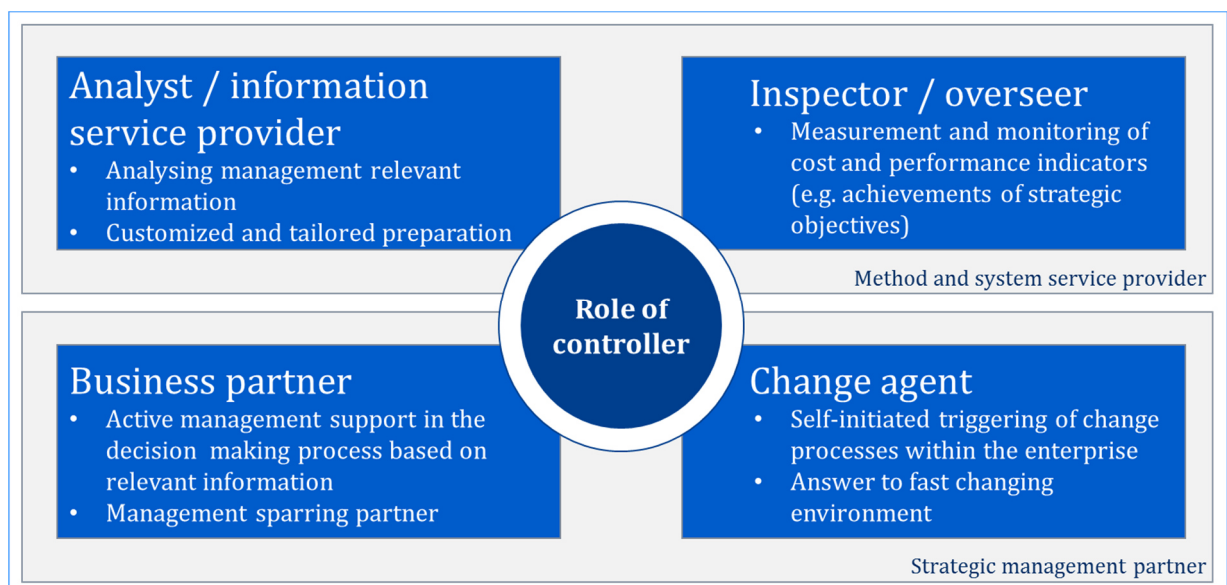 Analyst / information
service provider
• Analysing management relevant
information
• Customized and tailored preparation
Inspector / overseer
• Measurement and monitoring of
cost and performance indicators
(e.g. achievements of strategic
objectives)
Method and system service provider
Role of
controller
Business partner
• Active management support in the
decision making process based on
relevant information
• Management sparring partner
Change agent
• Self-initiated triggering of change
processes within the enterprise
• Answer to fast changing
environment
Strategic management partner